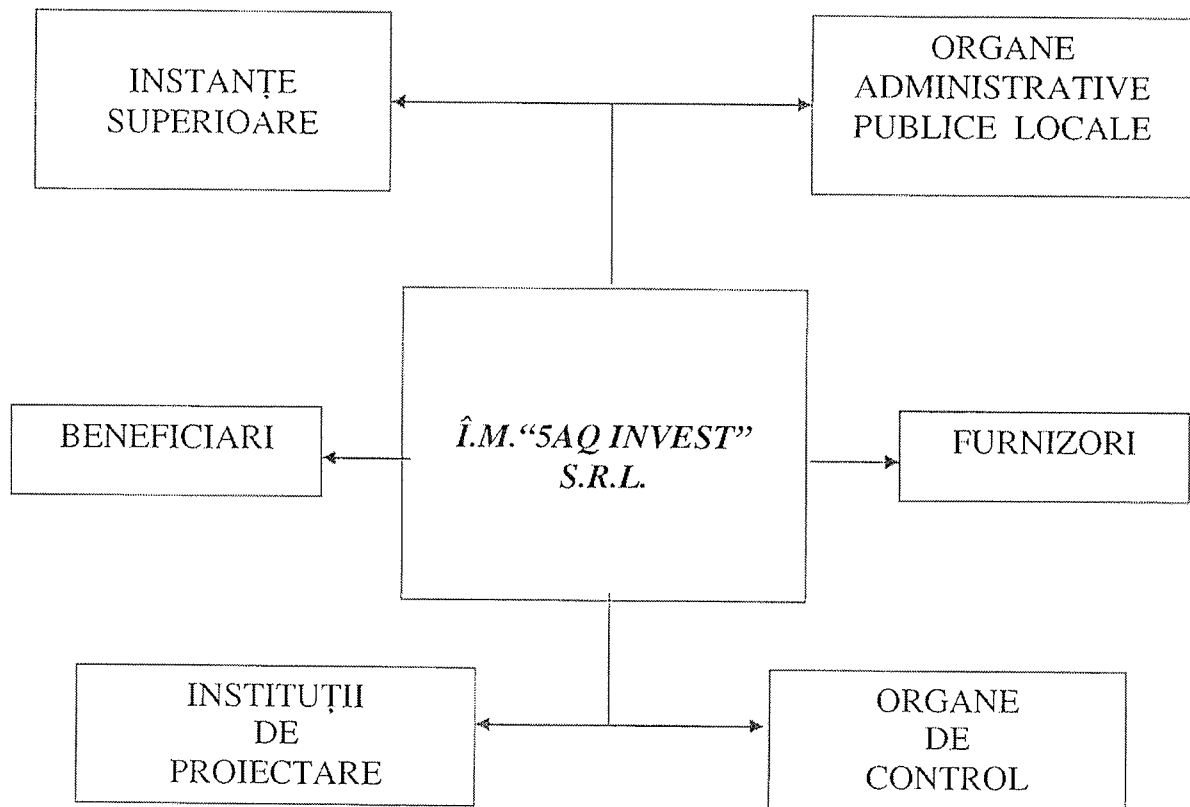 INSTANȚE
SUPERIOARE
ORGANE
ADMINISTRATIVE
PUBLICE LOCALE
BENEFICIARI
Î.M.“5AQ INVEST”
S.R.L.
FURNIZORI
INSTITUȚII
DE
PROIECTARE
ORGANE
DE
CONTROL